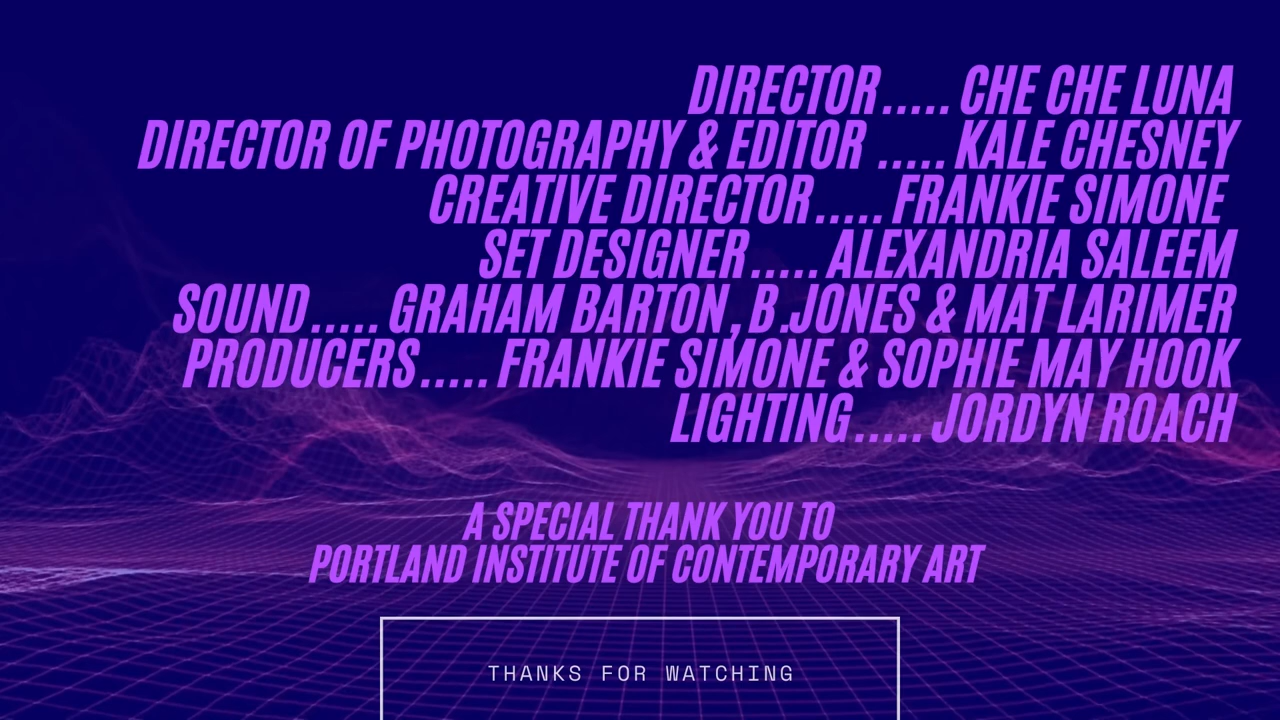 DIRECTOR..... CHE CHE LUNA
DIRECTOR OF PHOTOGRAPHY & EDITOR ..... KALE CHESNEY
CREATIVE DIRECTOR..... FRANKIE SIMONE
SET DESIGNER..... ALEXANDRIA SALEEM
SOUND..... GRAHAM BARTON, B.JONES & MAT LARIMER
PRODUCERS..... FRANKIE SIMONE & SOPHIE MAY HOOK
LIGHTING..... JORDYN ROACH
A SPECIAL THANK YOU TO
PORTLAND INSTITUTE OF CONTEMPORARY ART
THANKS FOR WATCHING